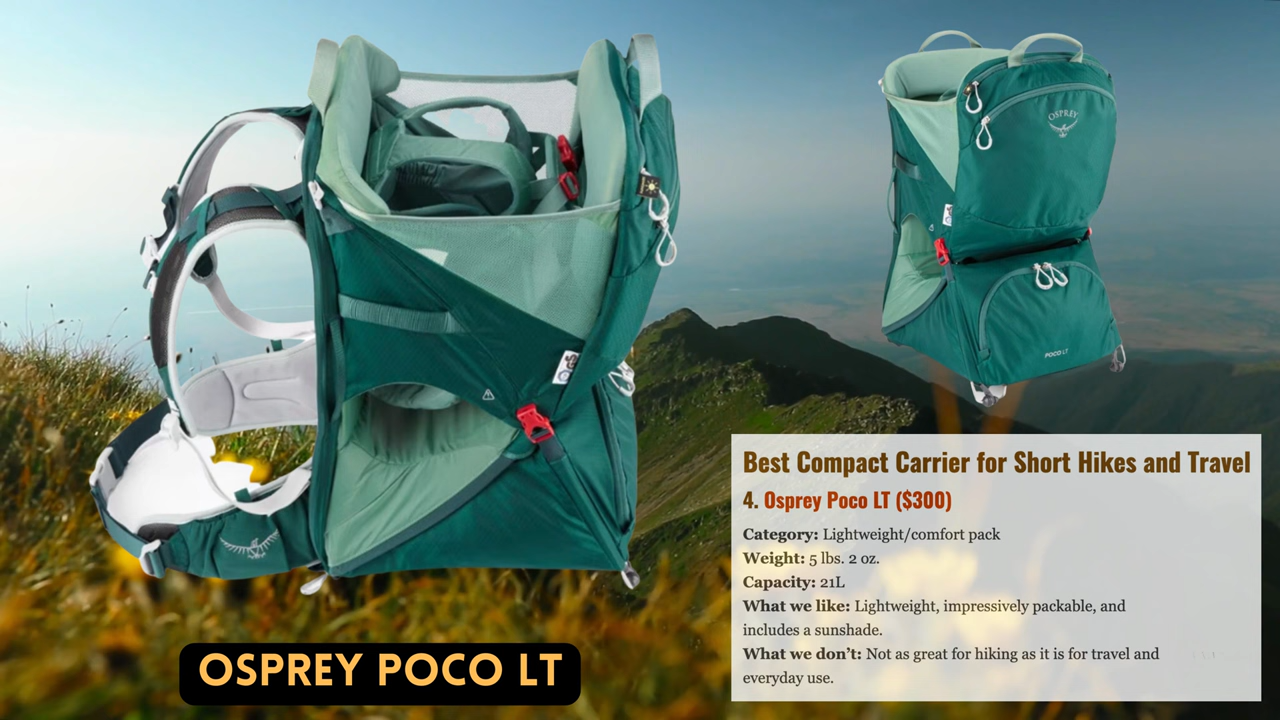 OSPREY
POCO LT
Best Compact Carrier for Short Hikes and Travel
4. Osprey Poco LT ($300)
Category: Lightweight/comfort pack
Weight: 5 lbs. 2 oz.
Capacity: 21L
What we like: Lightweight, impressively packable, and
includes a sunshade.
What we don't: Not as great for hiking as it is for travel and
everyday use.
OSPREY POCO LT